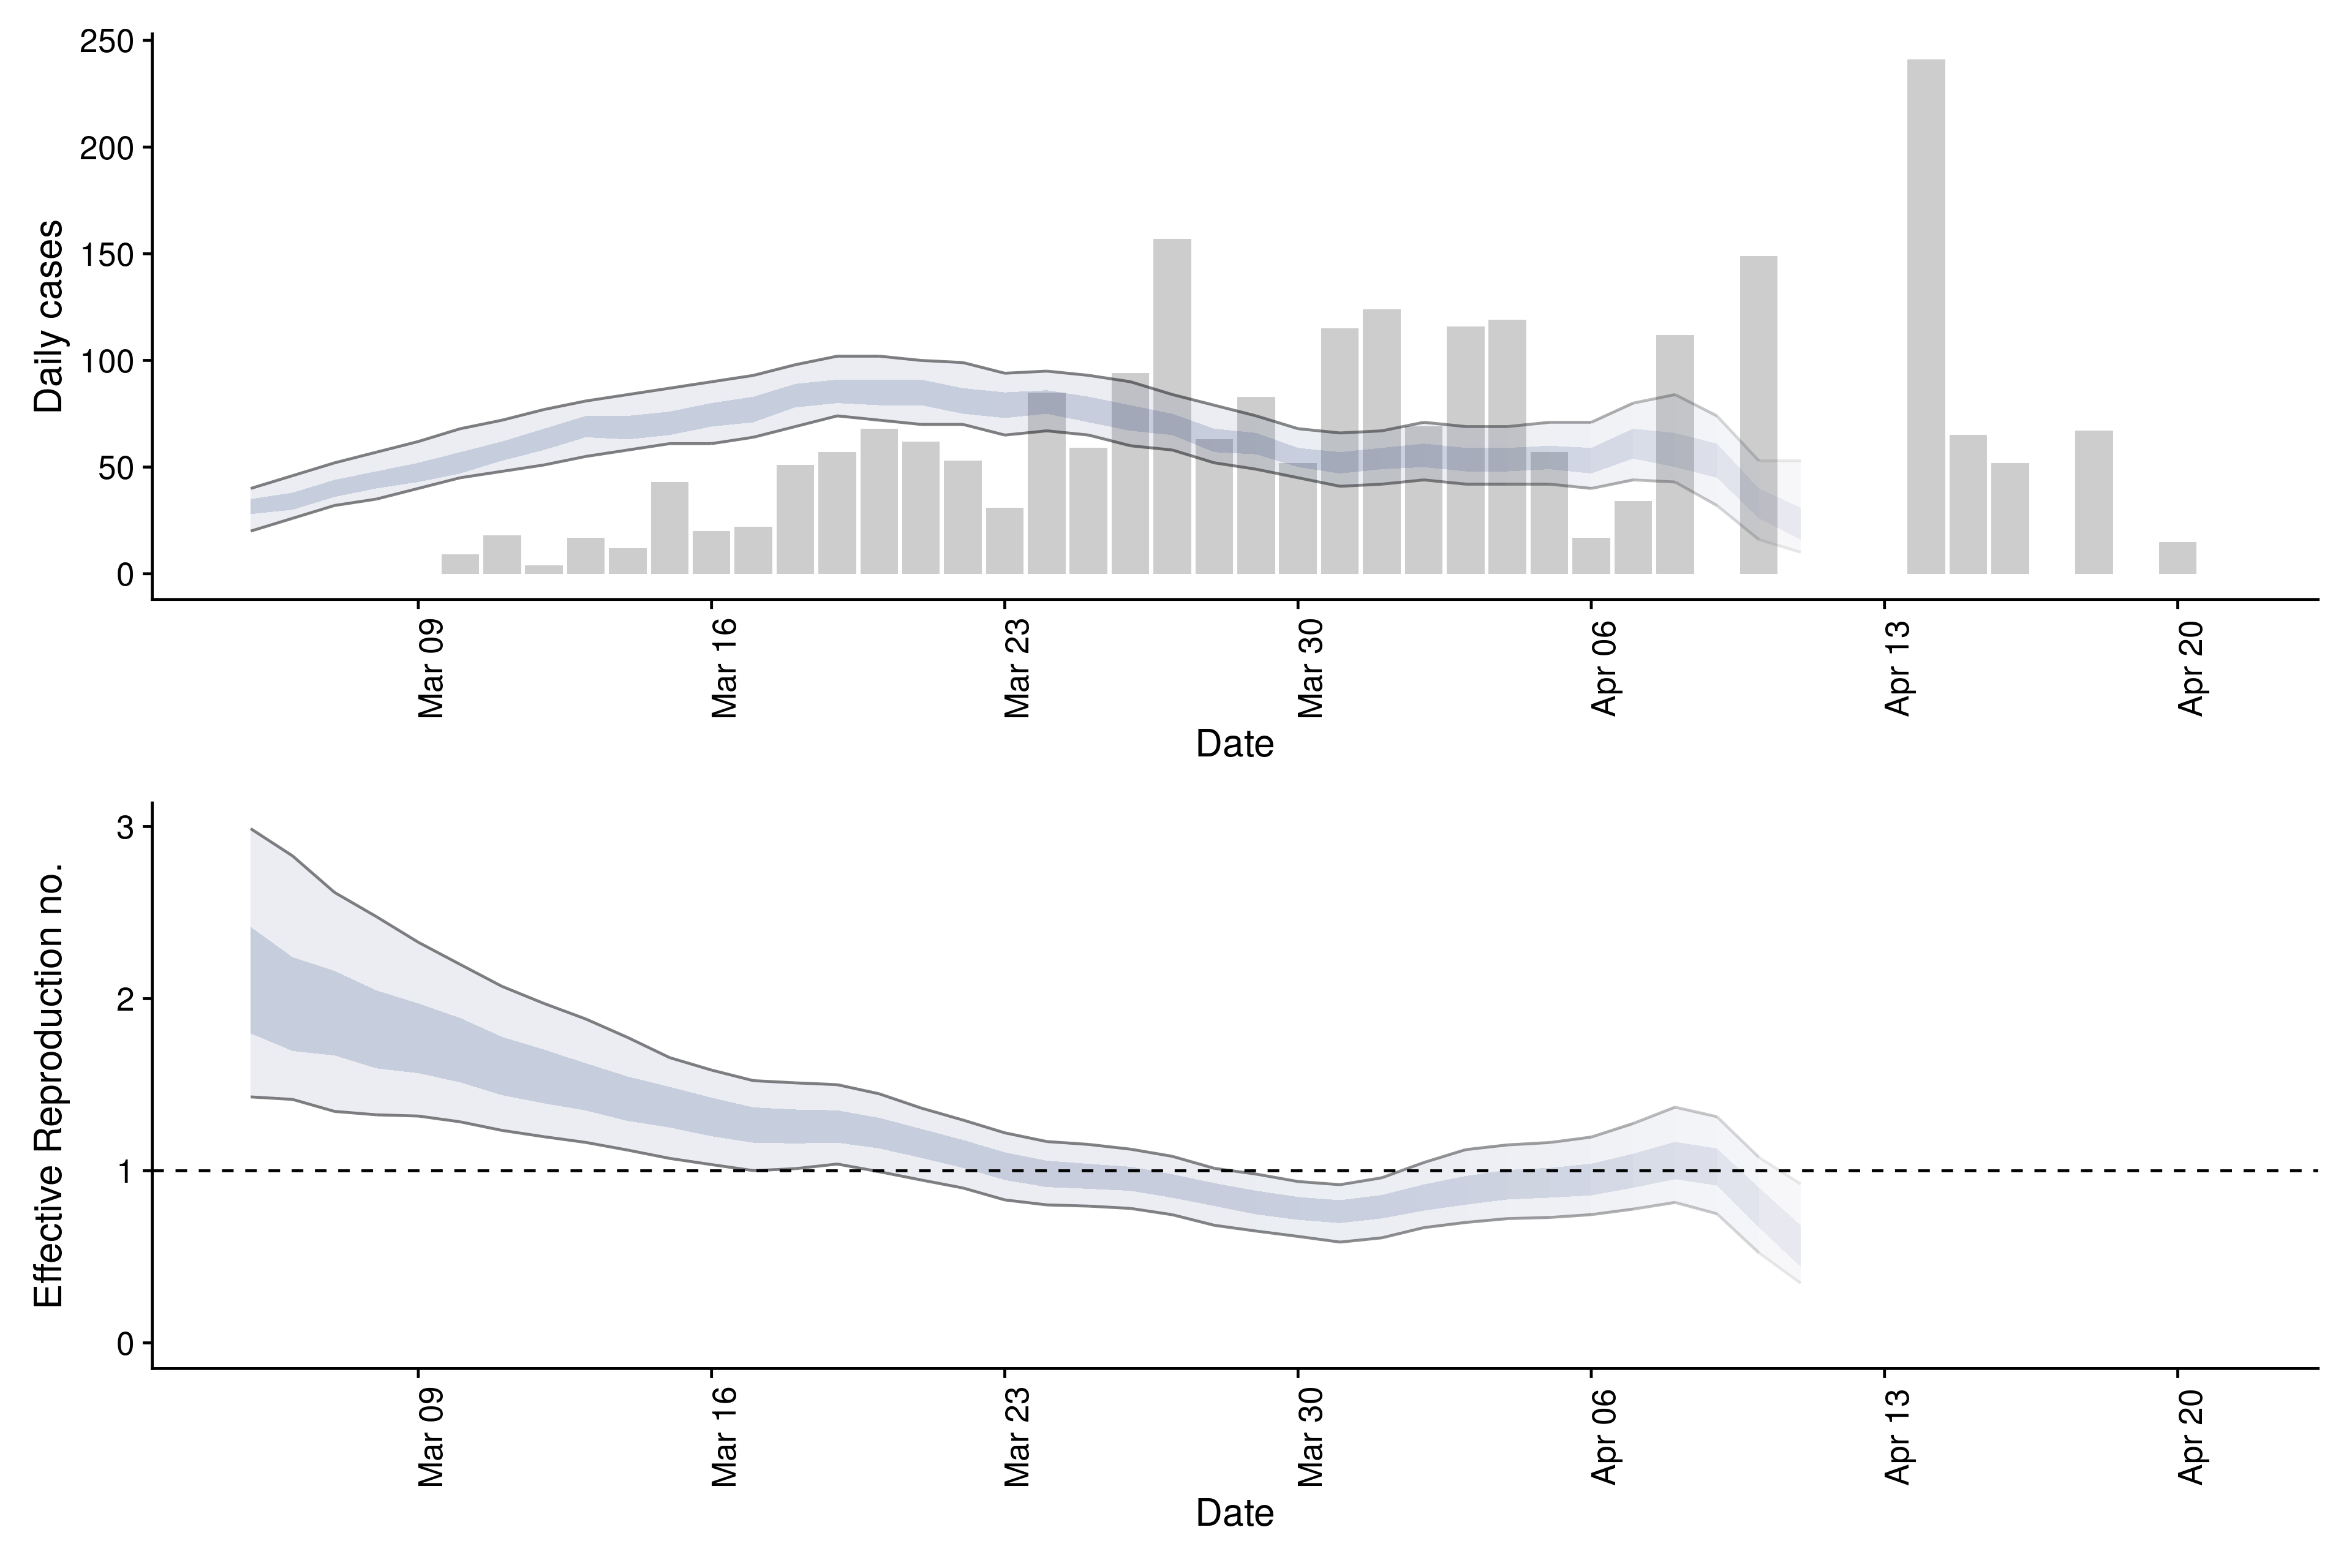 Daily cases
250
200
150
100
50
0
Mar 09
Mar 16
Mar 23
Mar 30
Apr 06
Apr 13
Apr 20
Date
Effective Reproduction no.
3
2
1
0
Mar 09
Mar 16
Mar 23
Mar 30
Apr 06
Apr 13
Apr 20
Date